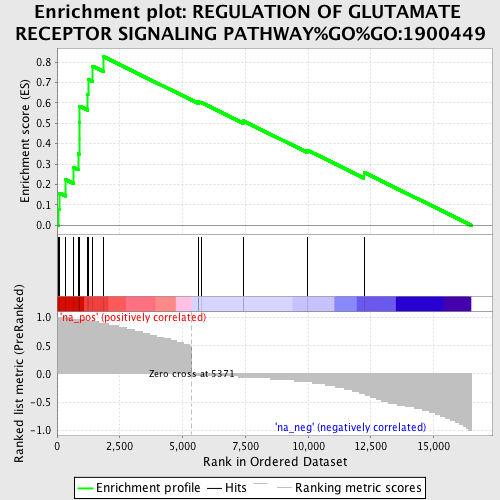 Enrichment plot: REGULATION OF GLUTAMATE
RECEPTOR SIGNALING PATHWAY%GO%GO:1900449
Enrichment score (ES)
0.8
0.7
0.6
0.5
0.4
0.3
0.2
0.1
0.0
Ranked list metric (PreRanked)
1.0
0.5
0.0
-0.5
-1.0
'na_pos' (positively correlated)
Zero cross at 5371
'na_neg' (negatively correlated)
0 2,500 5,000 7,500 10,000 12,500 15,000
Rank in Ordered Dataset
Enrichment profile Hits Ranking metric scores